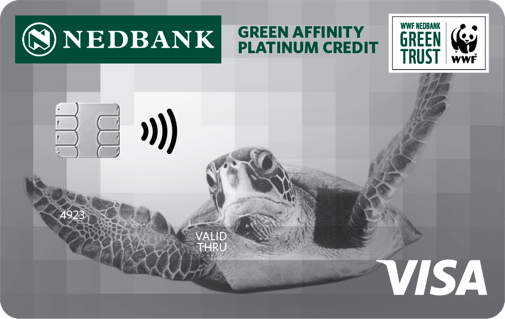 NEDBANK
GREEN AFFINITY
PLATINUM CREDIT
WWF NEDBANK
GREEN
TRUST
WWF
4923
VALID
THRU
VISA